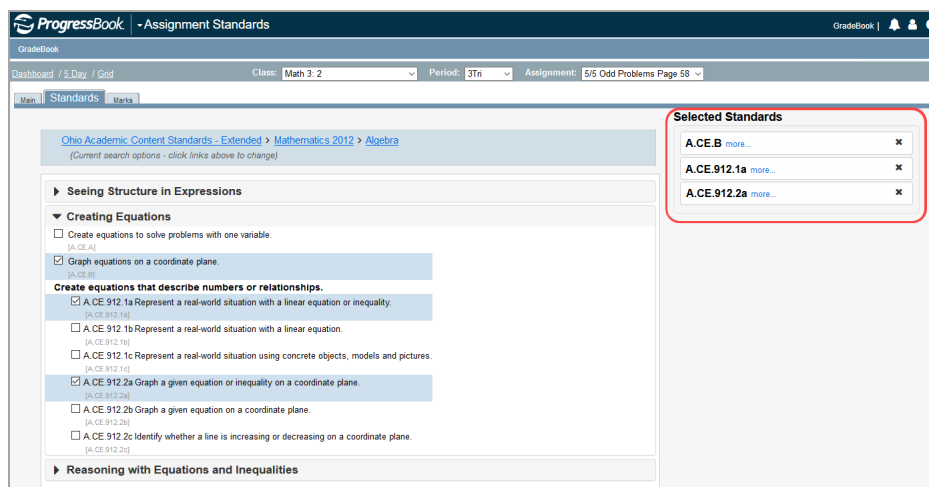 ProgressBook. Assignment Standards
GradeBook |
GradeBook
Dashboard / 5 Day / Grid
Class: Math 3: 2
Period: 3Tri
Assignment: 5/5 Odd Problems Page 58
Main Standards Marks
Selected Standards
Ohio Academic Content Standards - Extended > Mathematics 2012 > Algebra
(Current search options - click links above to change)
A.CE.B more...
A.CE.912.1a more...
A.CE.912.2a more...
Seeing Structure in Expressions
Creating Equations
Create equations to solve problems with one variable.
[A.CE.A]
Graph equations on a coordinate plane.
[A.CE.B]
Create equations that describe numbers or relationships.
A.CE.912.1a Represent a real-world situation with a linear equation or inequality.
[A.CE.912.1a]
A.CE.912.1b Represent a real-world situation with a linear equation.
[A.CE.912.1b]
A.CE.912.1c Represent a real-world situation using concrete objects, models and pictures.
[A.CE.912.1c]
A.CE.912.2a Graph a given equation or inequality on a coordinate plane.
[A.CE.912.2a]
A.CE.912.2b Graph a given equation on a coordinate plane.
[A.CE.912.2b]
A.CE.912.2c Identify whether a line is increasing or decreasing on a coordinate plane.
[A.CE.912.2c]
Reasoning with Equations and Inequalities